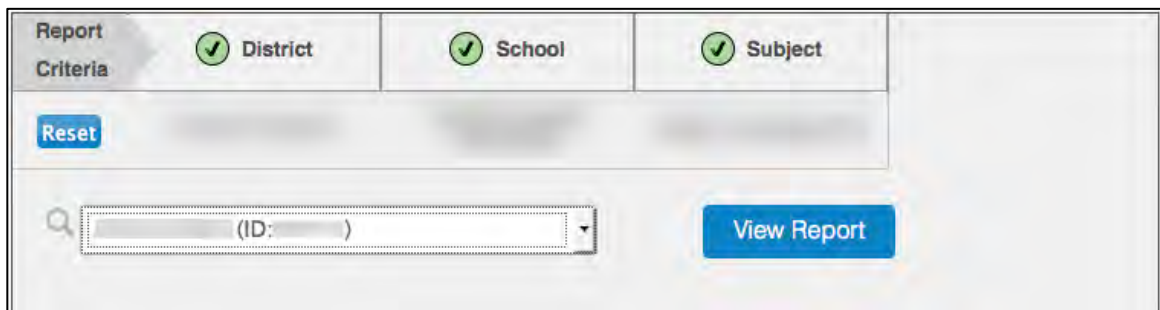 Report Criteria
District
School
Subject
Reset
(ID: )
View Report